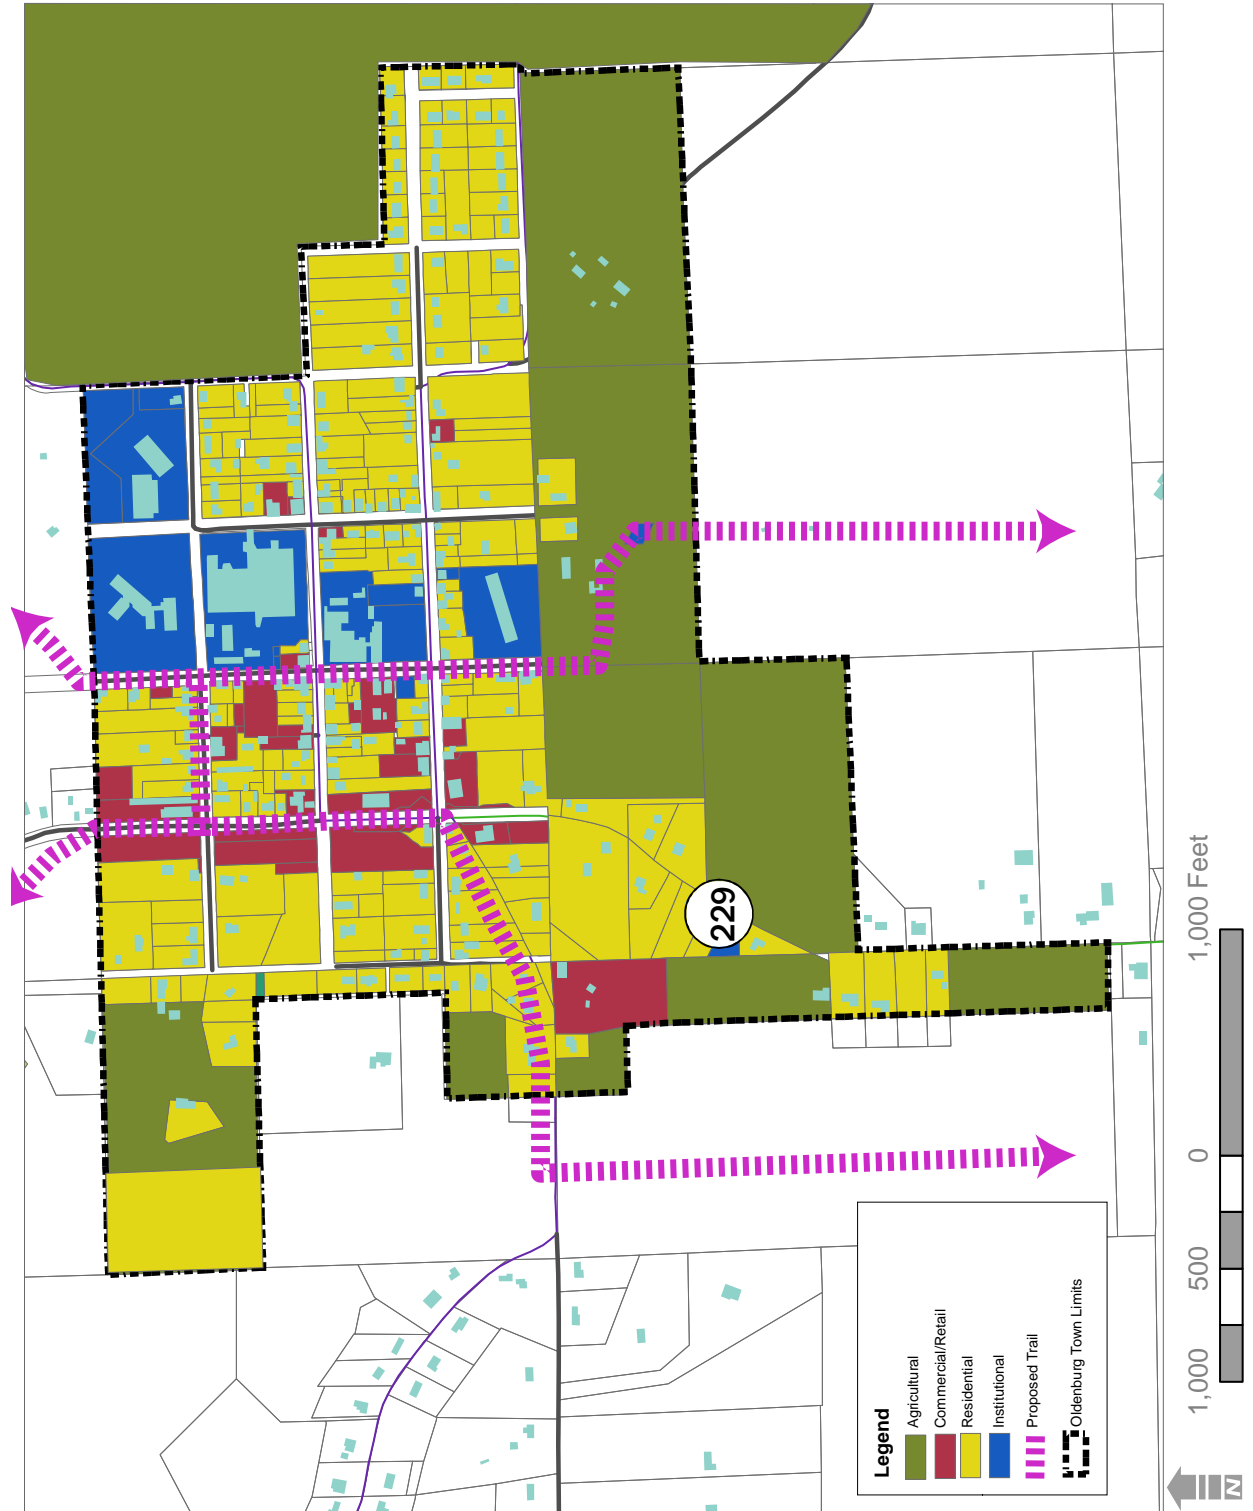 229
Legend
Agricultural
Commercial/Retail
Residential
Institutional
Proposed Trail
Oldenburg Town Limits
1,000 500 0 1,000 Feet
N